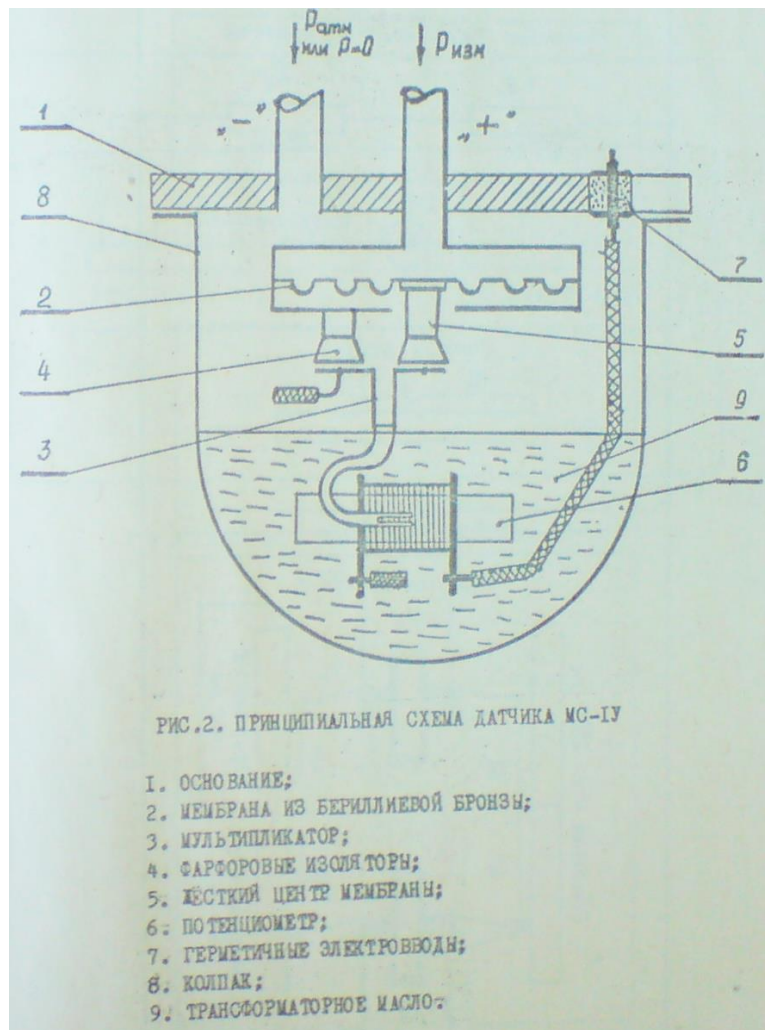 Pатм
или P=0
Pизм
„−”
„+”
1
8
2
4
3
7
5
9
6
РИС.2. ПРИНЦИПИАЛЬНАЯ СХЕМА ДАТЧИКА МС-IУ
I. ОСНОВАНИЕ;
2. МЕМБРАНА ИЗ БЕРИЛЛИЕВОЙ БРОНЗЫ;
3. МУЛЬТИПЛИКАТОР;
4. ФАРФОРОВЫЕ ИЗОЛЯТОРЫ;
5. ЖЁСТКИЙ ЦЕНТР МЕМБРАНЫ;
6. ПОТЕНЦИОМЕТР;
7. ГЕРМЕТИЧНЫЕ ЭЛЕКТРОВВОДЫ;
8. КОЛПАК;
9. ТРАНСФОРМАТОРНОЕ МАСЛО.